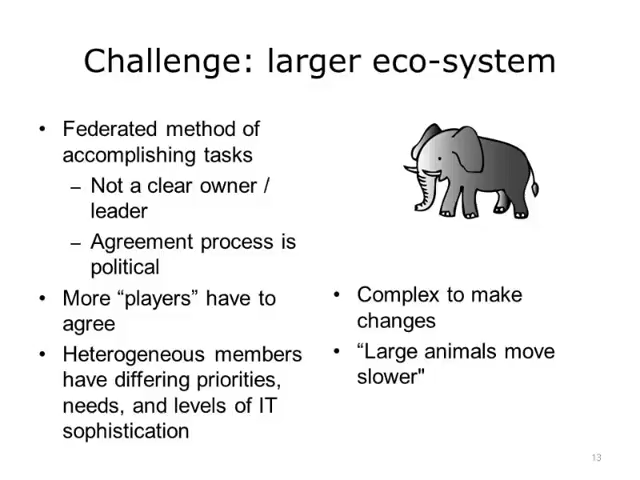 Challenge: larger eco-system
• Federated method of
accomplishing tasks
– Not a clear owner /
leader
– Agreement process is
political
• More “players” have to
agree
• Heterogeneous members
have differing priorities,
needs, and levels of IT
sophistication
• Complex to make
changes
• “Large animals move
slower"
13